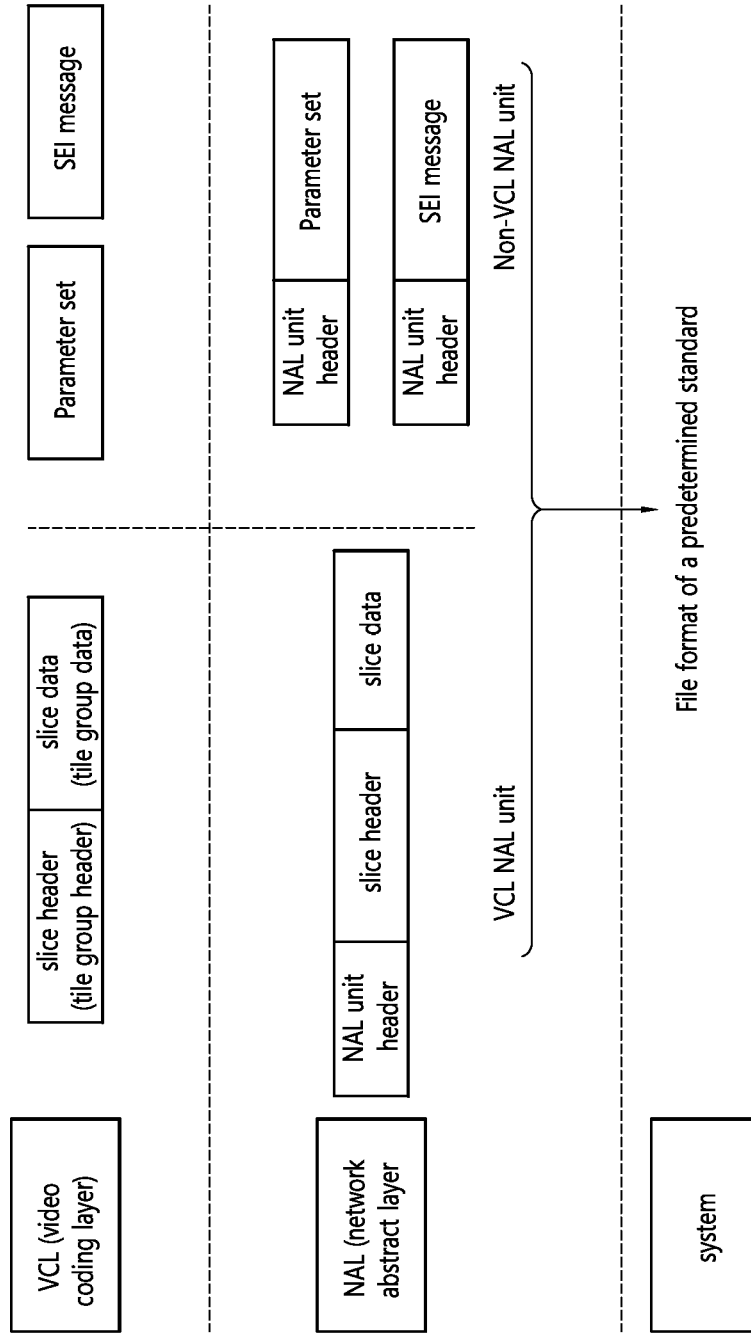 VCL (video
coding layer)
slice header
(tile group header)
slice data
(tile group data)
Parameter set
SEI message
NAL (network
abstract layer)
NAL unit
header
slice header
slice data
NAL unit
header
Parameter set
NAL unit
header
SEI message
VCL NAL unit
Non-VCL NAL unit
system
File format of a predetermined standard